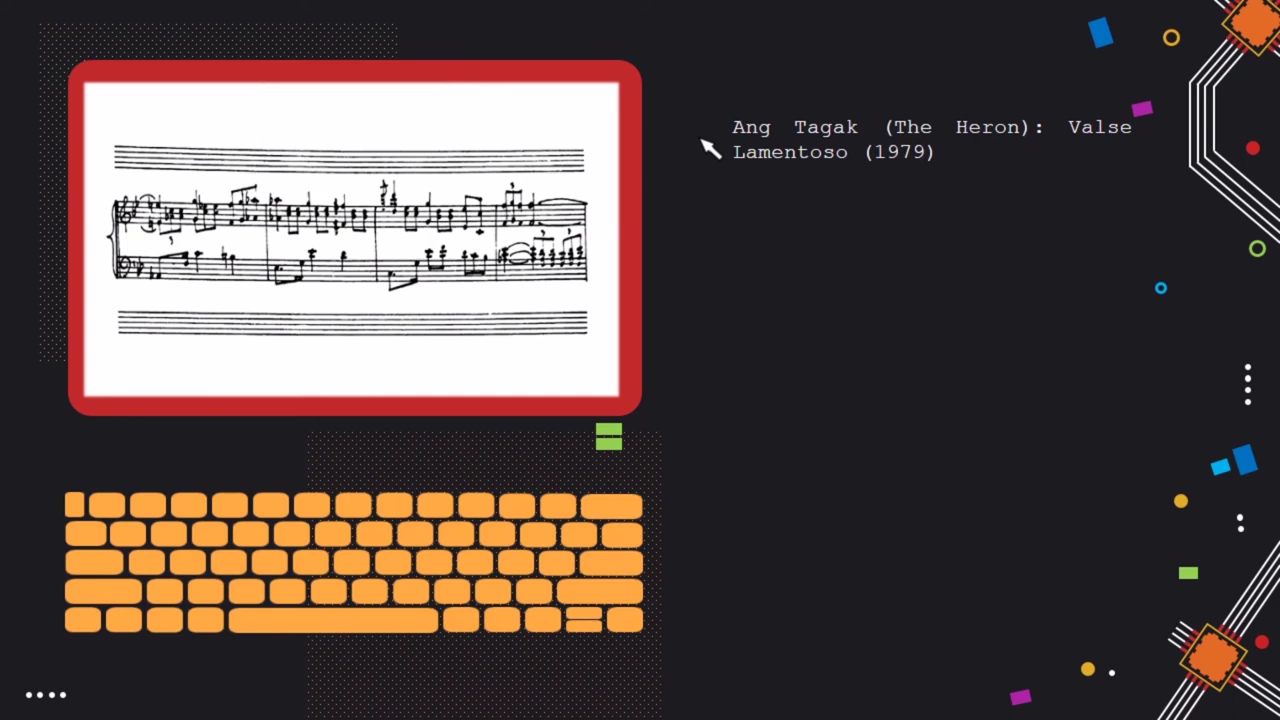 Ang Tagak (The Heron): Valse
Lamentoso (1979)